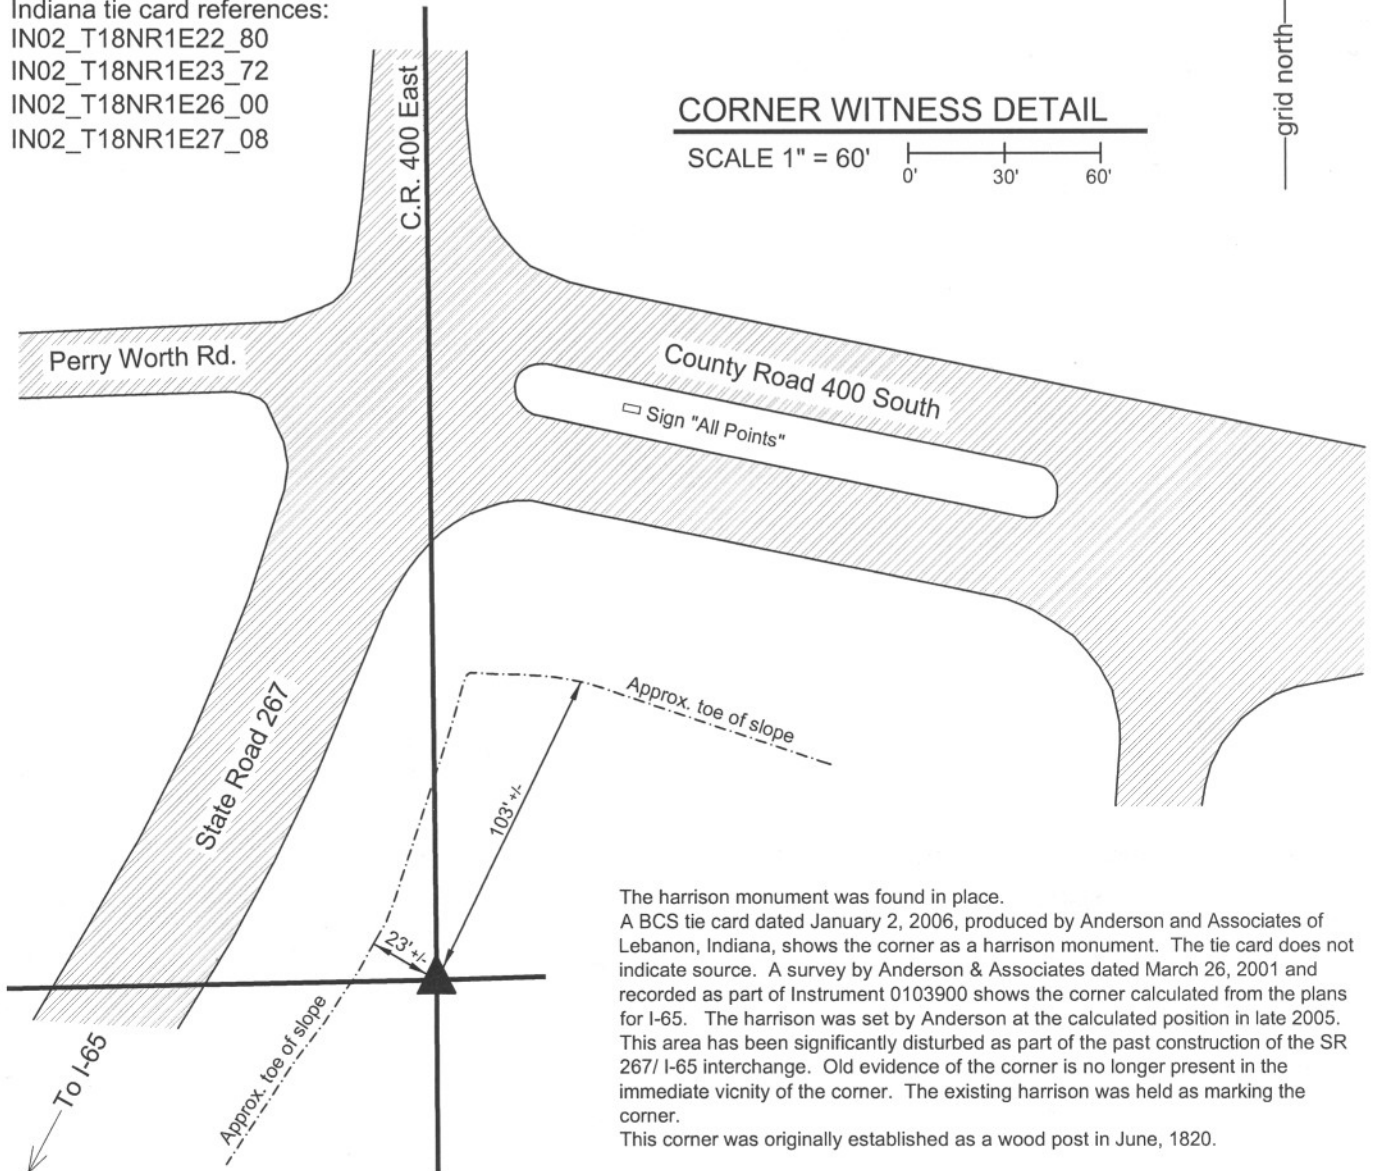 Indiana tie card references:
IN02_T18NR1E22_80
IN02_T18NR1E23_72
IN02_T18NR1E26_00
IN02_T18NR1E27_08
C.R. 400 East
CORNER WITNESS DETAIL
SCALE 1" = 60'
0' 30' 60'
grid north
Perry Worth Rd.
County Road 400 South
Sign "All Points"
State Road 267
Approx. toe of slope
103' +/-
23' +/-
Approx. toe of slope
To I-65
The harrison monument was found in place.
A BCS tie card dated January 2, 2006, produced by Anderson and Associates of
Lebanon, Indiana, shows the corner as a harrison monument. The tie card does not
indicate source. A survey by Anderson & Associates dated March 26, 2001 and
recorded as part of Instrument 0103900 shows the corner calculated from the plans
for I-65. The harrison was set by Anderson at the calculated position in late 2005.
This area has been significantly disturbed as part of the past construction of the SR
267/ I-65 interchange. Old evidence of the corner is no longer present in the
immediate vicnity of the corner. The existing harrison was held as marking the
corner.
This corner was originally established as a wood post in June, 1820.